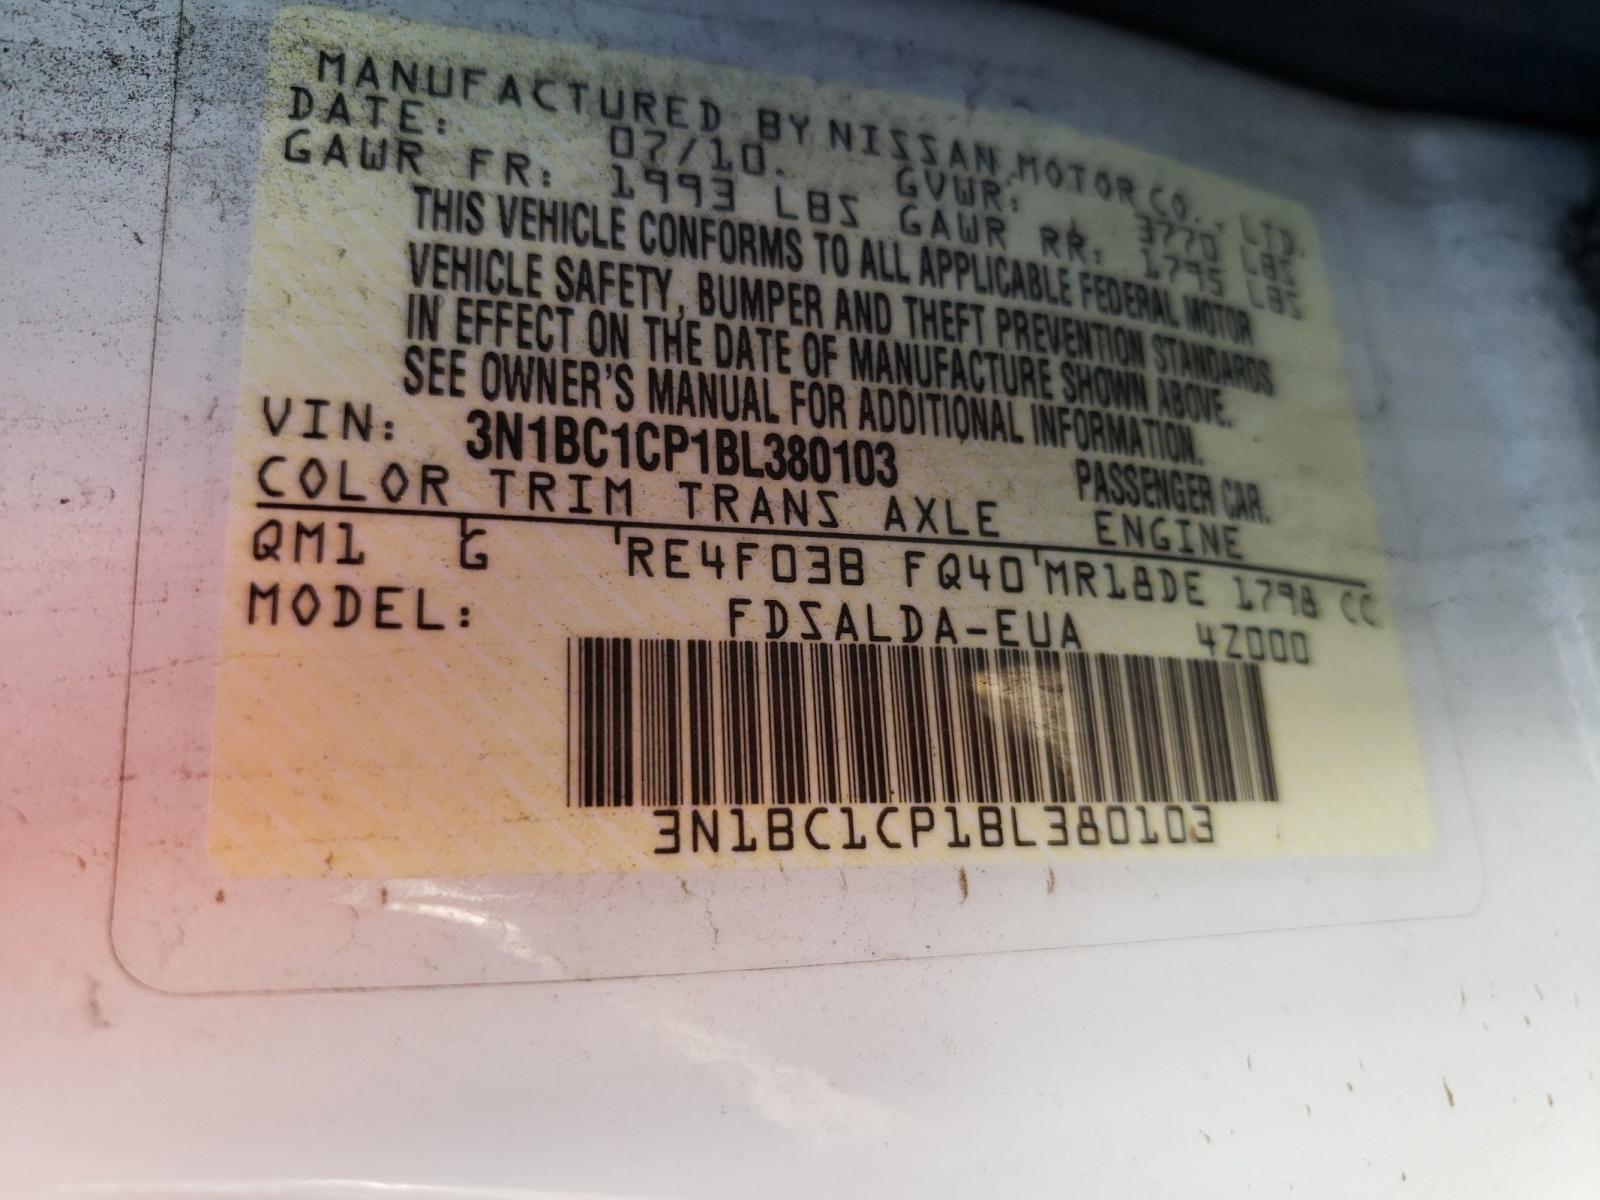 MANUFACTURED BY NISSAN MOTOR CO., LTD.
DATE: 07/10. GVWR: 3770 LBS
GAWR FR: 1993 LBS GAWR RR: 1795 LBS
THIS VEHICLE CONFORMS TO ALL APPLICABLE FEDERAL MOTOR
VEHICLE SAFETY, BUMPER AND THEFT PREVENTION STANDARDS
IN EFFECT ON THE DATE OF MANUFACTURE SHOWN ABOVE.
SEE OWNER'S MANUAL FOR ADDITIONAL INFORMATION.
VIN: 3N1BC1CP1BL380103 PASSENGER CAR.
COLOR TRIM TRANS AXLE ENGINE
QM1 G RE4F03B FQ40 MR18DE 1798 CC
MODEL: FDSALDA-EUA 4Z000
3N1BC1CP1BL380103